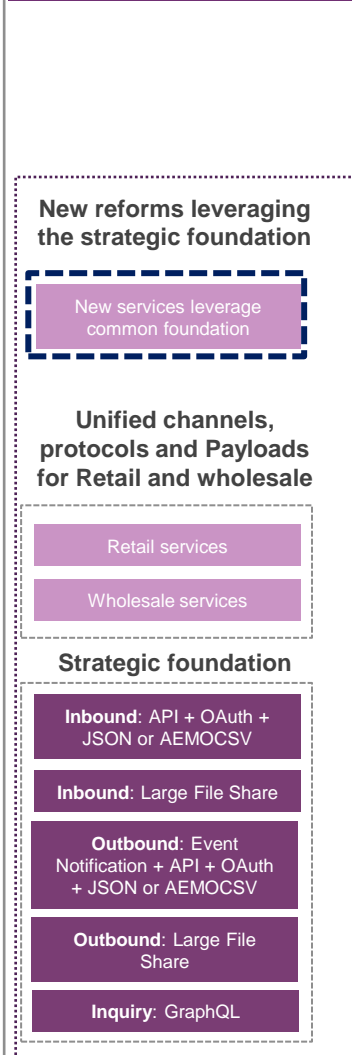 New reforms leveraging
the strategic foundation
New services leverage
common foundation
Unified channels,
protocols and Payloads
for Retail and wholesale
Retail services
Wholesale services
Strategic foundation
Inbound: API + OAuth +
JSON or AEMOCSV
Inbound: Large File Share
Outbound: Event
Notification + API + OAuth
+ JSON or AEMOCSV
Outbound: Large File
Share
Inquiry: GraphQL